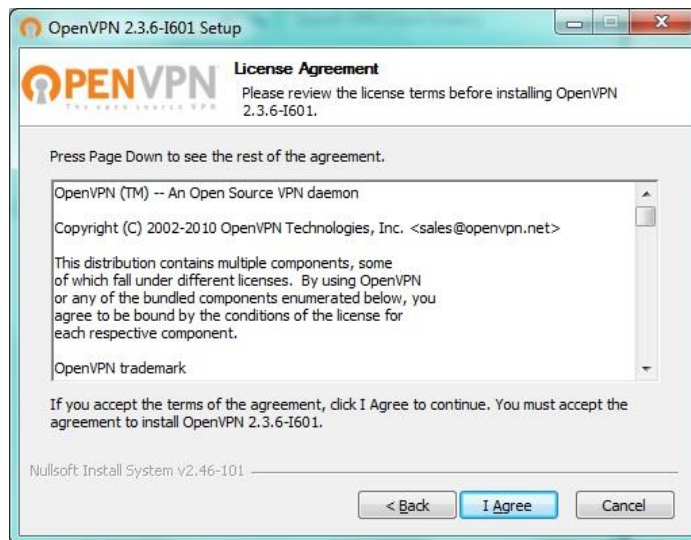 OpenVPN 2.3.6-I601 Setup
OPENVPN
The open source VPN
License Agreement
Please review the license terms before installing OpenVPN
2.3.6-I601.
Press Page Down to see the rest of the agreement.
OpenVPN (TM) -- An Open Source VPN daemon
Copyright (C) 2002-2010 OpenVPN Technologies, Inc. <sales@openvpn.net>
This distribution contains multiple components, some
of which fall under different licenses.  By using OpenVPN
or any of the bundled components enumerated below, you
agree to be bound by the conditions of the license for
each respective component.
OpenVPN trademark
If you accept the terms of the agreement, click I Agree to continue. You must accept the
agreement to install OpenVPN 2.3.6-I601.
Nullsoft Install System v2.46-101
< Back
I Agree
Cancel